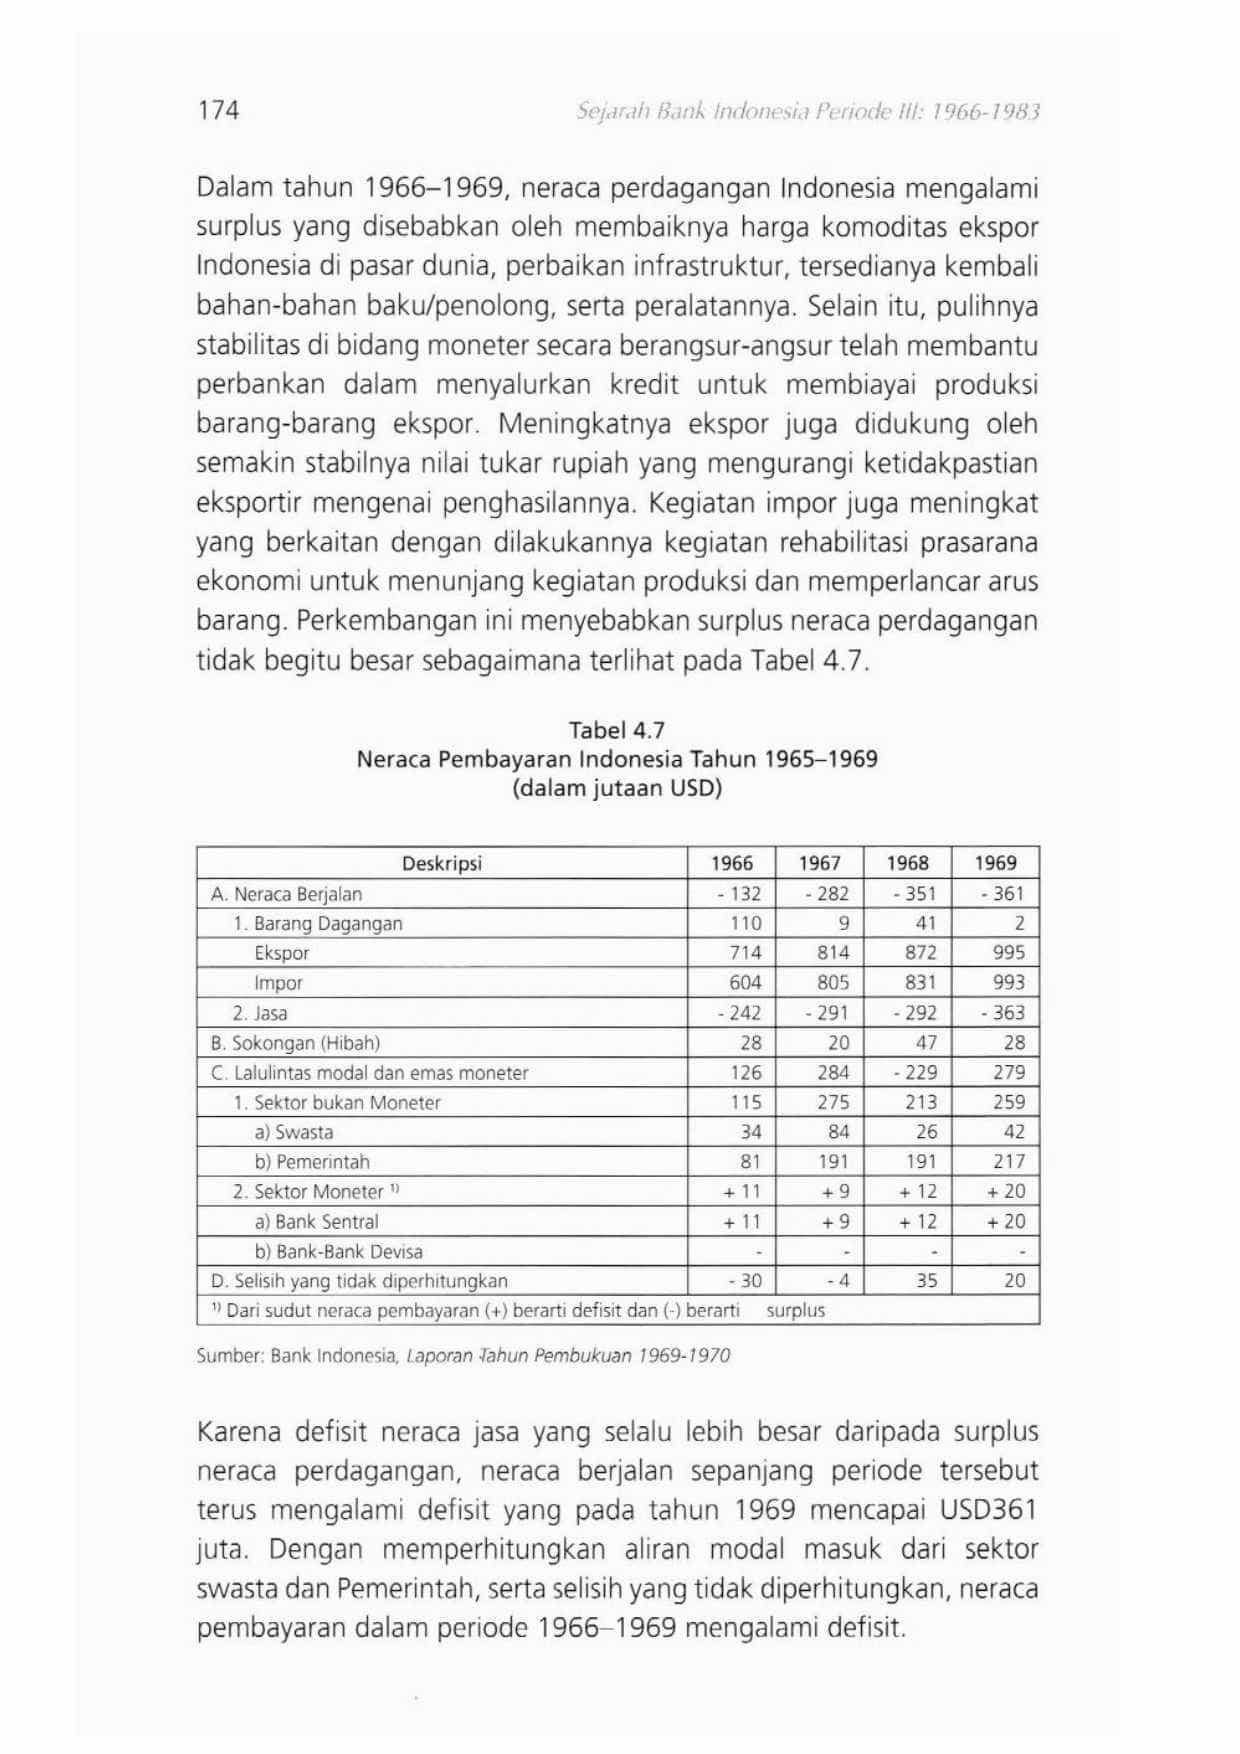 174
Sejarah Bank Indonesia Periode III: 1966-1983
Dalam tahun 1966–1969, neraca perdagangan Indonesia mengalami
surplus yang disebabkan oleh membaiknya harga komoditas ekspor
Indonesia di pasar dunia, perbaikan infrastruktur, tersedianya kembali
bahan-bahan baku/penolong, serta peralatannya. Selain itu, pulihnya
stabilitas di bidang moneter secara berangsur-angsur telah membantu
perbankan dalam menyalurkan kredit untuk membiayai produksi
barang-barang ekspor. Meningkatnya ekspor juga didukung oleh
semakin stabilnya nilai tukar rupiah yang mengurangi ketidakpastian
eksportir mengenai penghasilannya. Kegiatan impor juga meningkat
yang berkaitan dengan dilakukannya kegiatan rehabilitasi prasarana
ekonomi untuk menunjang kegiatan produksi dan memperlancar arus
barang. Perkembangan ini menyebabkan surplus neraca perdagangan
tidak begitu besar sebagaimana terlihat pada Tabel 4.7.
Tabel 4.7
Neraca Pembayaran Indonesia Tahun 1965–1969
(dalam jutaan USD)
Deskripsi 1966 1967 1968 1969
A. Neraca Berjalan - 132 - 282 - 351 - 361
1. Barang Dagangan 110 9 41 2
Ekspor 714 814 872 995
Impor 604 805 831 993
2. Jasa - 242 - 291 - 292 - 363
B. Sokongan (Hibah) 28 20 47 28
C. Lalulintas modal dan emas moneter 126 284 - 229 279
1. Sektor bukan Moneter 115 275 213 259
a) Swasta 34 84 26 42
b) Pemerintah 81 191 191 217
2. Sektor Moneter ¹⁾ + 11 + 9 + 12 + 20
a) Bank Sentral + 11 + 9 + 12 + 20
b) Bank-Bank Devisa - - - -
D. Selisih yang tidak diperhitungkan - 30 - 4 35 20
¹⁾ Dari sudut neraca pembayaran (+) berarti defisit dan (-) berarti surplus
Sumber: Bank Indonesia, Laporan Tahun Pembukuan 1969-1970
Karena defisit neraca jasa yang selalu lebih besar daripada surplus
neraca perdagangan, neraca berjalan sepanjang periode tersebut
terus mengalami defisit yang pada tahun 1969 mencapai USD361
juta. Dengan memperhitungkan aliran modal masuk dari sektor
swasta dan Pemerintah, serta selisih yang tidak diperhitungkan, neraca
pembayaran dalam periode 1966–1969 mengalami defisit.